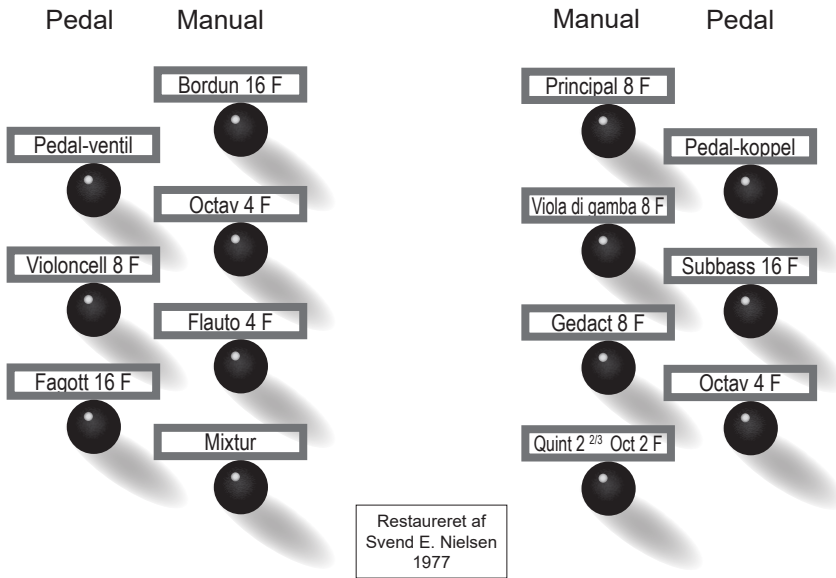 Pedal
Manual
Manual
Pedal
Bordun 16 F
Principal 8 F
Pedal-ventil
Pedal-koppel
Octav 4 F
Viola di gamba 8 F
Violoncell 8 F
Subbass 16 F
Flauto 4 F
Gedact 8 F
Fagott 16 F
Octav 4 F
Mixtur
Quint 2 2/3 Oct 2 F
Restaureret af
Svend E. Nielsen
1977